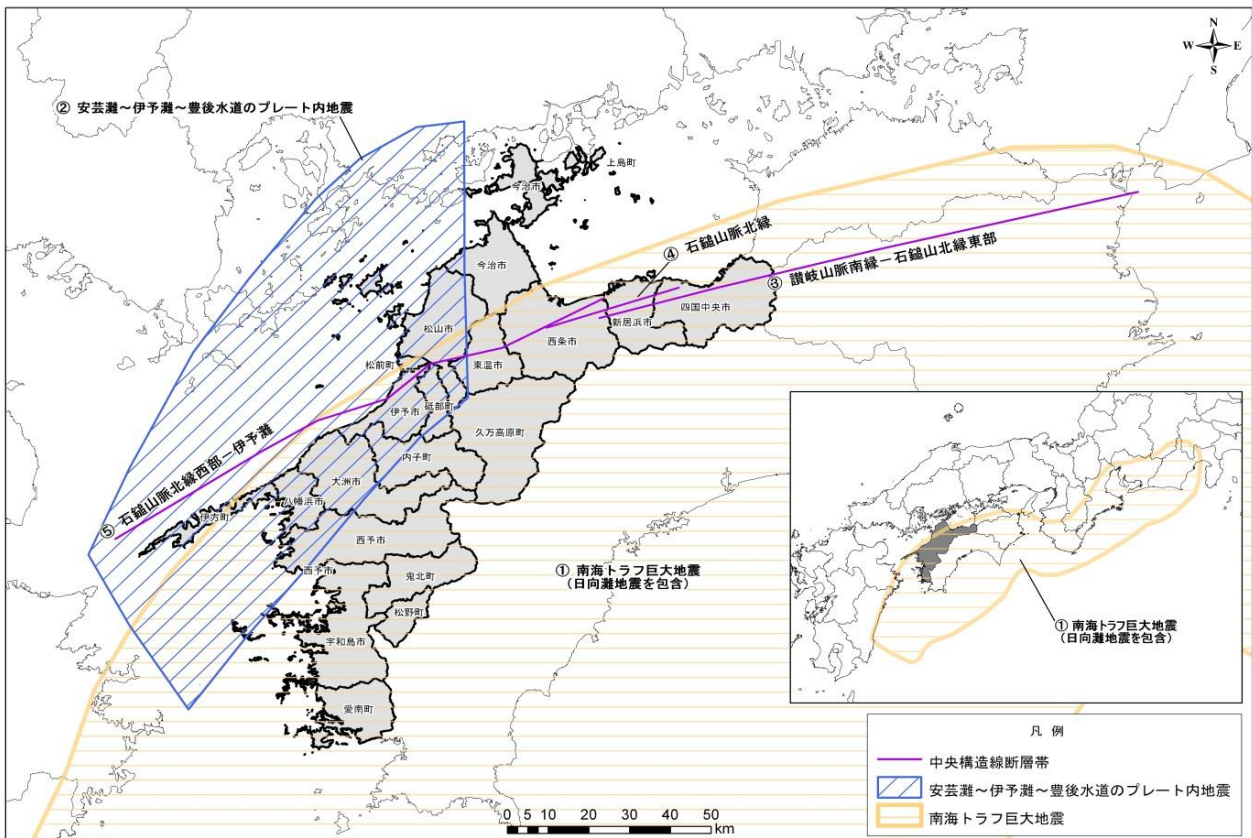 N
W E
S
② 安芸灘～伊予灘～豊後水道のプレート内地震
上島町
今治市
④ 石鎚山脈北縁
今治市
③ 讃岐山脈南縁－石鎚山北縁東部
四国中央市
新居浜市
松山市
西条市
松前町
東温市
伊予市
砥部町
久万高原町
内子町
大洲市
⑤ 石鎚山脈北縁西部－伊予灘
八幡浜市
伊方町
西予市
西予市
鬼北町
① 南海トラフ巨大地震
（日向灘地震を包含）
松野町
宇和島市
愛南町
① 南海トラフ巨大地震
（日向灘地震を包含）
凡 例
中央構造線断層帯
安芸灘～伊予灘～豊後水道のプレート内地震
南海トラフ巨大地震
0 5 10 20 30 40 50
km